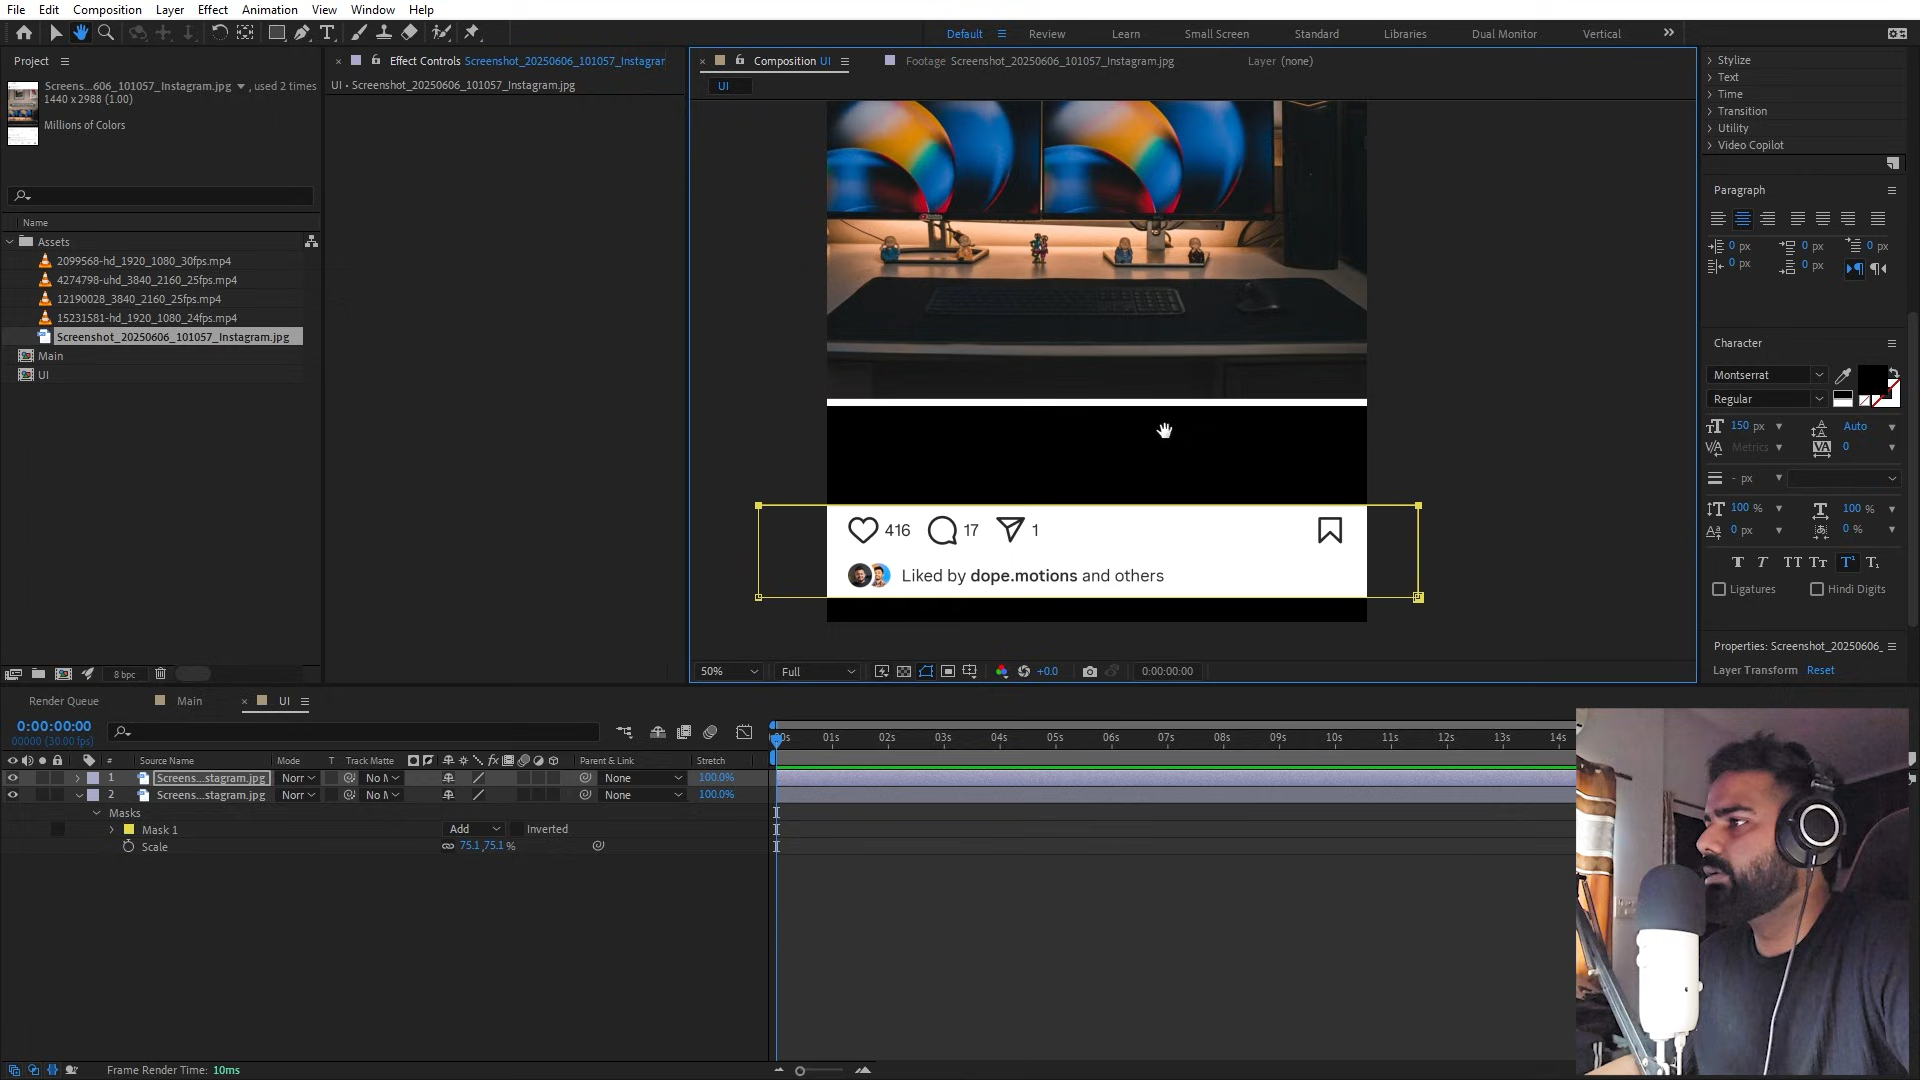 File Edit Composition Layer Effect Animation View Window Help
Default Review Learn Small Screen Standard Libraries Dual Monitor Vertical
Project
Screens...606_101057_Instagram.jpg , used 2 times
1440 x 2988 (1.00)
Millions of Colors
Name
Assets
2099568-hd_1920_1080_30fps.mp4
4274798-uhd_3840_2160_25fps.mp4
12190028_3840_2160_25fps.mp4
15231581-hd_1920_1080_24fps.mp4
Screenshot_20250606_101057_Instagram.jpg
Main
UI
8 bpc
Effect Controls Screenshot_20250606_101057_Instagrar
UI • Screenshot_20250606_101057_Instagram.jpg
Composition UI
Footage Screenshot_20250606_101057_Instagram.jpg
Layer (none)
UI
416 17 1
Liked by dope.motions and others
50% Full +0.0 0:00:00:00
Stylize
Text
Time
Transition
Utility
Video Copilot
Paragraph
0 px 0 px 0 px
0 px 0 px
Character
Montserrat
Regular
150 px Auto
Metrics 0
- px
100 % 100 %
0 px 0 %
T T TT Tt T¹ T₁
Ligatures Hindi Digits
Properties: Screenshot_20250606_
Layer Transform Reset
Render Queue Main UI
0:00:00:00
00000 (30.00 fps)
:00s 01s 02s 03s 04s 05s 06s 07s 08s 09s 10s 11s 12s 13s 14s
# Source Name Mode T Track Matte fx Parent & Link Stretch
1 Screens...stagram.jpg Norr No M None 100.0%
2 Screens...stagram.jpg Norr No M None 100.0%
Masks
Mask 1 Add Inverted
Scale 75.1,75.1 %
Frame Render Time: 10ms